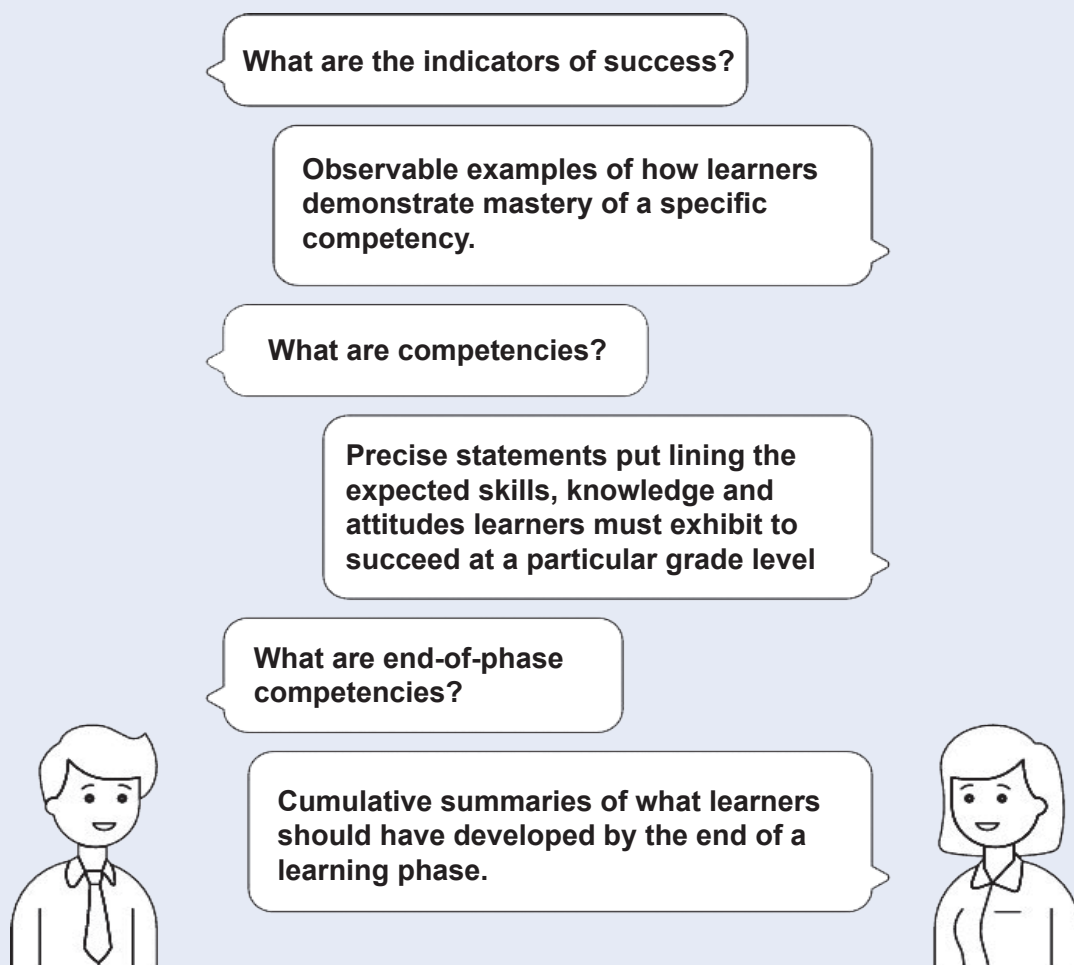 What are the indicators of success?
Observable examples of how learners
demonstrate mastery of a specific
competency.
What are competencies?
Precise statements put lining the
expected skills, knowledge and
attitudes learners must exhibit to
succeed at a particular grade level
What are end-of-phase
competencies?
Cumulative summaries of what learners
should have developed by the end of a
learning phase.